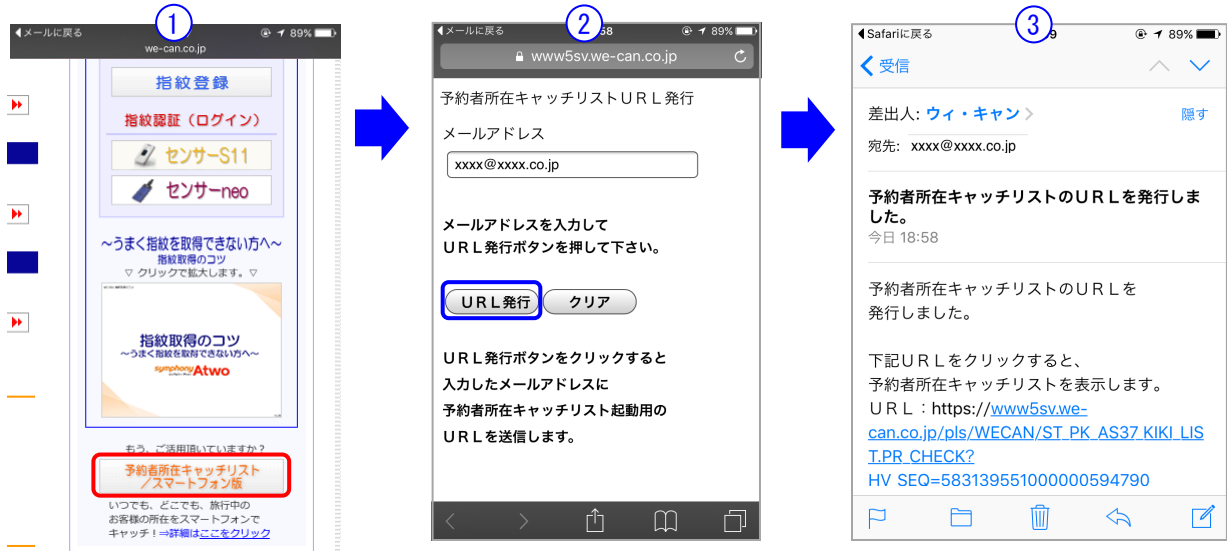 ①
メールに戻る
89%
we-can.co.jp
指紋登録
指紋認証（ログイン）
センサーS11
センサーneo
～うまく指紋を取得できない方へ～
指紋取得のコツ
▽ クリックで拡大します。▽
指紋取得のコツ
～うまく指紋を取得できない方へ～
symphony Atwo
もう、ご活用頂いていますか？
予約者所在キャッチリスト
／スマートフォン版
いつでも、どこでも、旅行中の
お客様の所在をスマートフォンで
キャッチ！⇒詳細はここをクリック
②
メールに戻る
58
89%
www5sv.we-can.co.jp
予約者所在キャッチリストＵＲＬ発行
メールアドレス
xxxx@xxxx.co.jp
メールアドレスを入力して
ＵＲＬ発行ボタンを押して下さい。
ＵＲＬ発行
クリア
ＵＲＬ発行ボタンをクリックすると
入力したメールアドレスに
予約者所在キャッチリスト起動用の
ＵＲＬを送信します。
③
Safariに戻る
9
89%
受信
差出人: ウィ・キャン
隠す
宛先: xxxx@xxxx.co.jp
予約者所在キャッチリストのＵＲＬを発行しま
した。
今日 18:58
予約者所在キャッチリストのＵＲＬを
発行しました。
下記ＵＲＬをクリックすると、
予約者所在キャッチリストを表示します。
ＵＲＬ：https://www5sv.we-
can.co.jp/pls/WECAN/ST_PK_AS37_KIKI_LIS
T.PR_CHECK?
HV SEQ=583139551000000594790